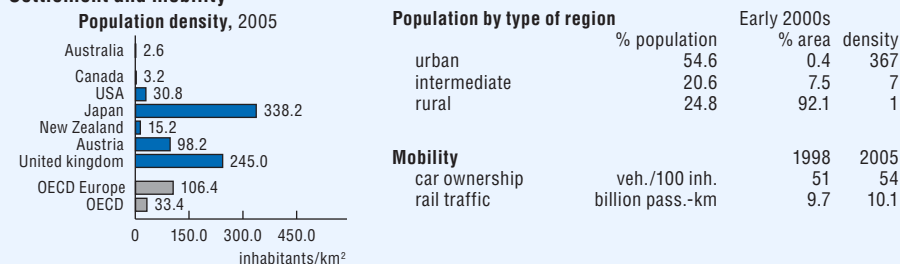 Settlement and mobility
Population density, 2005
Australia 2.6
Canada 3.2
USA 30.8
Japan 338.2
New Zealand 15.2
Austria 98.2
United kingdom 245.0
OECD Europe 106.4
OECD 33.4
0 150.0 300.0 450.0
inhabitants/km²
Population by type of region Early 2000s
% population % area density
urban 54.6 0.4 367
intermediate 20.6 7.5 7
rural 24.8 92.1 1
Mobility 1998 2005
car ownership veh./100 inh. 51 54
rail traffic billion pass.-km 9.7 10.1